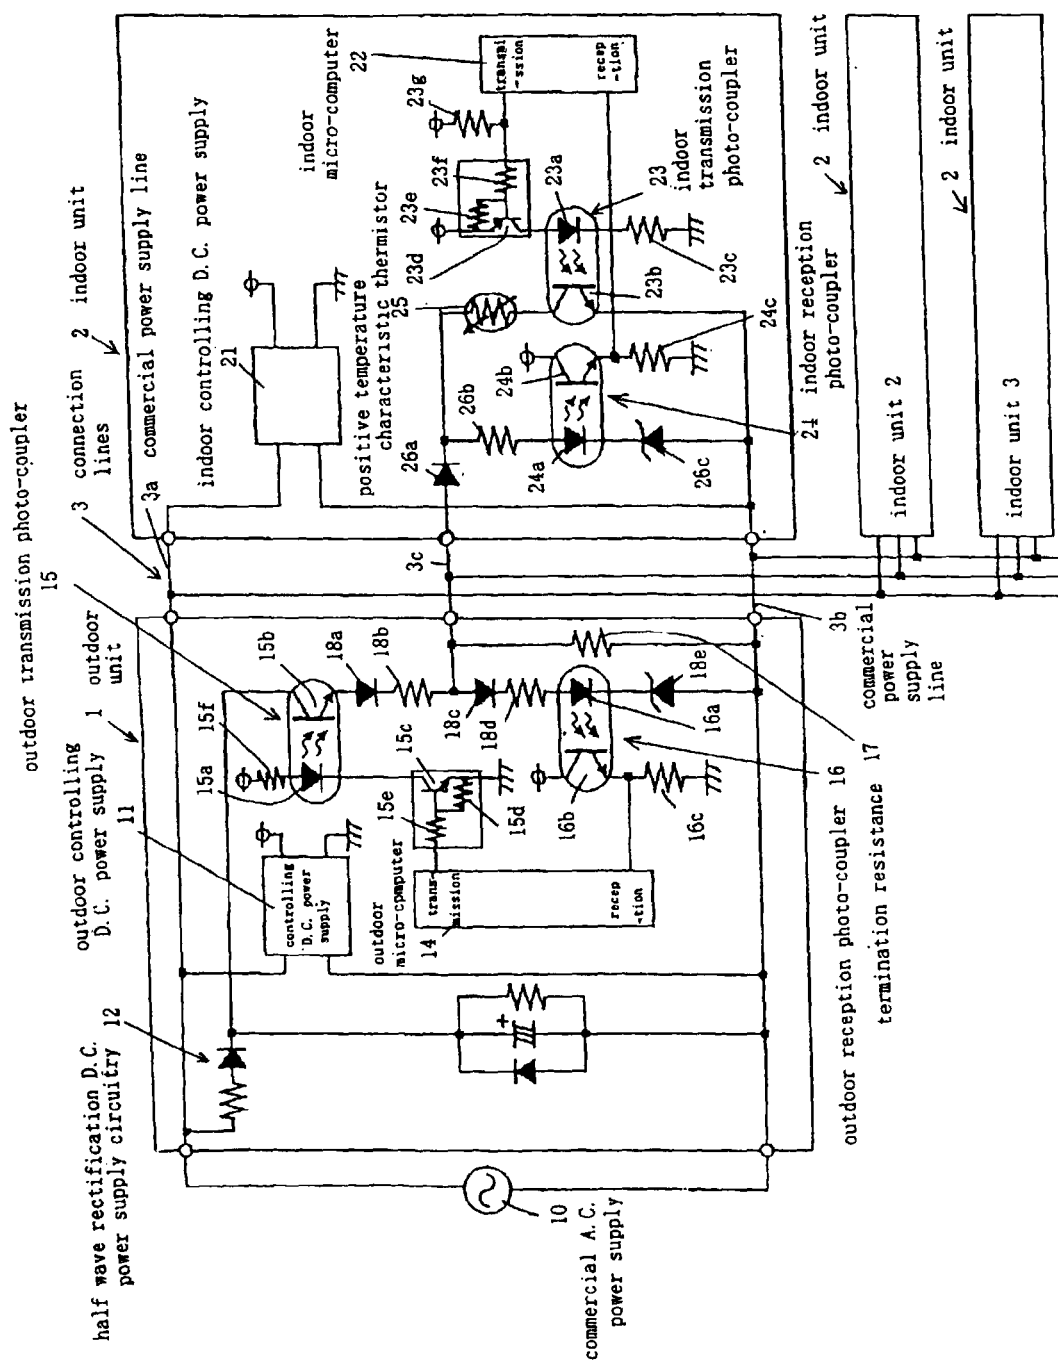 half wave rectification D.C.
power supply circuitry 12
outdoor controlling
D.C. power supply
11
outdoor transmission photo-coupler
15
1 outdoor
unit
3 connection
lines
2 indoor unit
3a commercial power supply line
indoor controlling D.C. power supply
21
positive temperature
characteristic thermistor
25
indoor
micro-computer
22
transmi
-ssion
recep
-tion
23g
23f
23e
23d
23a
23 indoor
transmission
photo-coupler
23b
23c
24c
24b
24a
24 indoor reception
photo-coupler
26a
26b
26c
3c
15f
15a
15b
15c
15e
15d
18a
18b
18c
18d
18e
controlling
D.C. power
supply
outdoor
micro-cpmputer
14
trans-
mission
recep
-tion
16a
16b
16c
3b
commercial
power
supply
line
17
termination resistance
outdoor reception photo-coupler 16
10
commercial A.C.
power supply
+
2 indoor unit
indoor unit 2
2 indoor unit
indoor unit 3